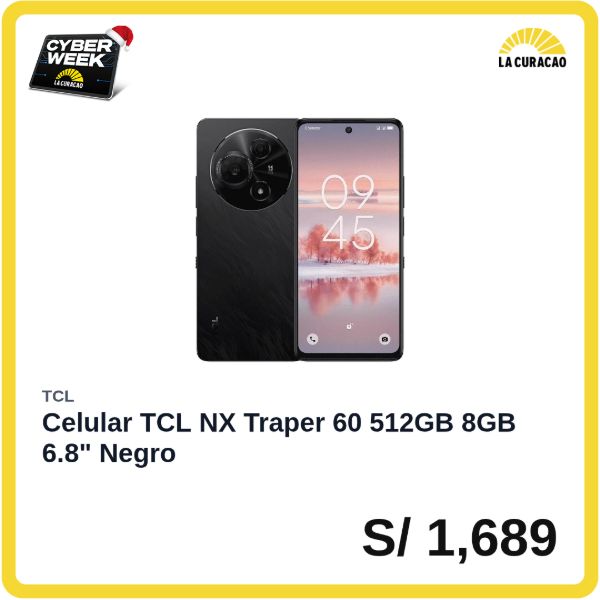 CYBER
WEEK
LA CURACAO
LA CURACAO
09
45
TCL
Celular TCL NX Traper 60 512GB 8GB
6.8" Negro
S/ 1,689